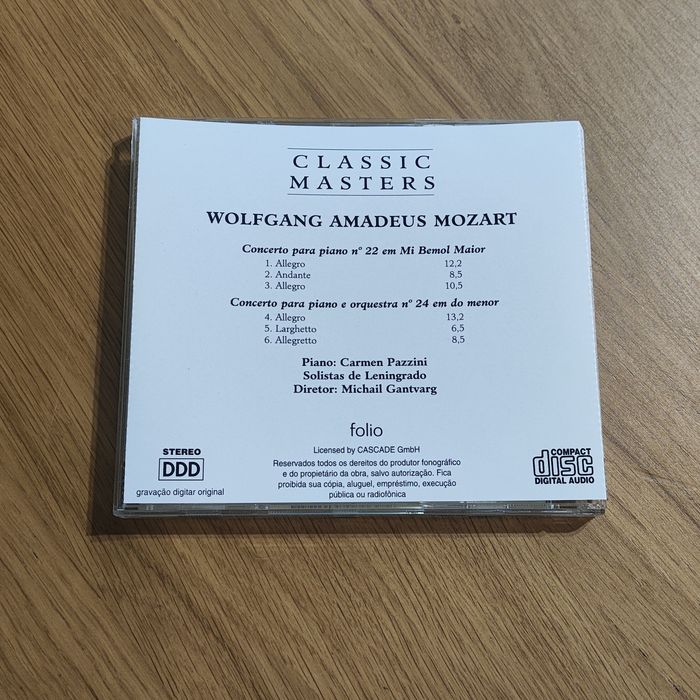 CLASSIC
MASTERS
WOLFGANG AMADEUS MOZART
Concerto para piano nº 22 em Mi Bemol Maior
1. Allegro 12,2
2. Andante 8,5
3. Allegro 10,5
Concerto para piano e orquestra nº 24 em do menor
4. Allegro 13,2
5. Larghetto 6,5
6. Allegretto 8,5
Piano: Carmen Pazzini
Solistas de Leningrado
Diretor: Michail Gantvarg
folio
Licensed by CASCADE GmbH
Reservados todos os dereitos do produtor fonográfico
e do propietário da obra, salvo autorização. Fica
proibida sua cópia, aluguel, empréstimo, execução
pública ou radiofônica
STEREO
DDD
gravação digitar original
COMPACT
disc
DIGITAL AUDIO